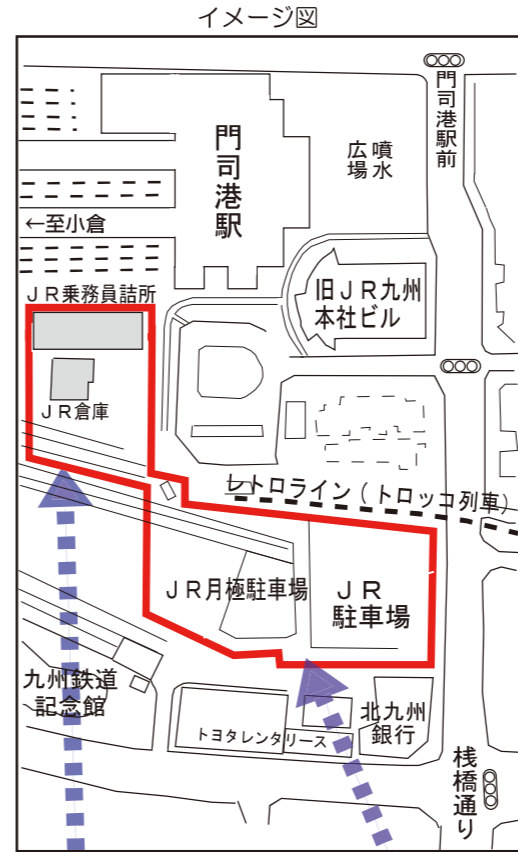 イメージ図
門司港駅前
門司港駅
噴水
広場
←至小倉
JR乗務員詰所
旧JR九州
本社ビル
JR倉庫
レトロライン(トロッコ列車)
JR月極駐車場
JR
駐車場
九州鉄道
記念館
トヨタレンタリース
北九州
銀行
桟橋通り